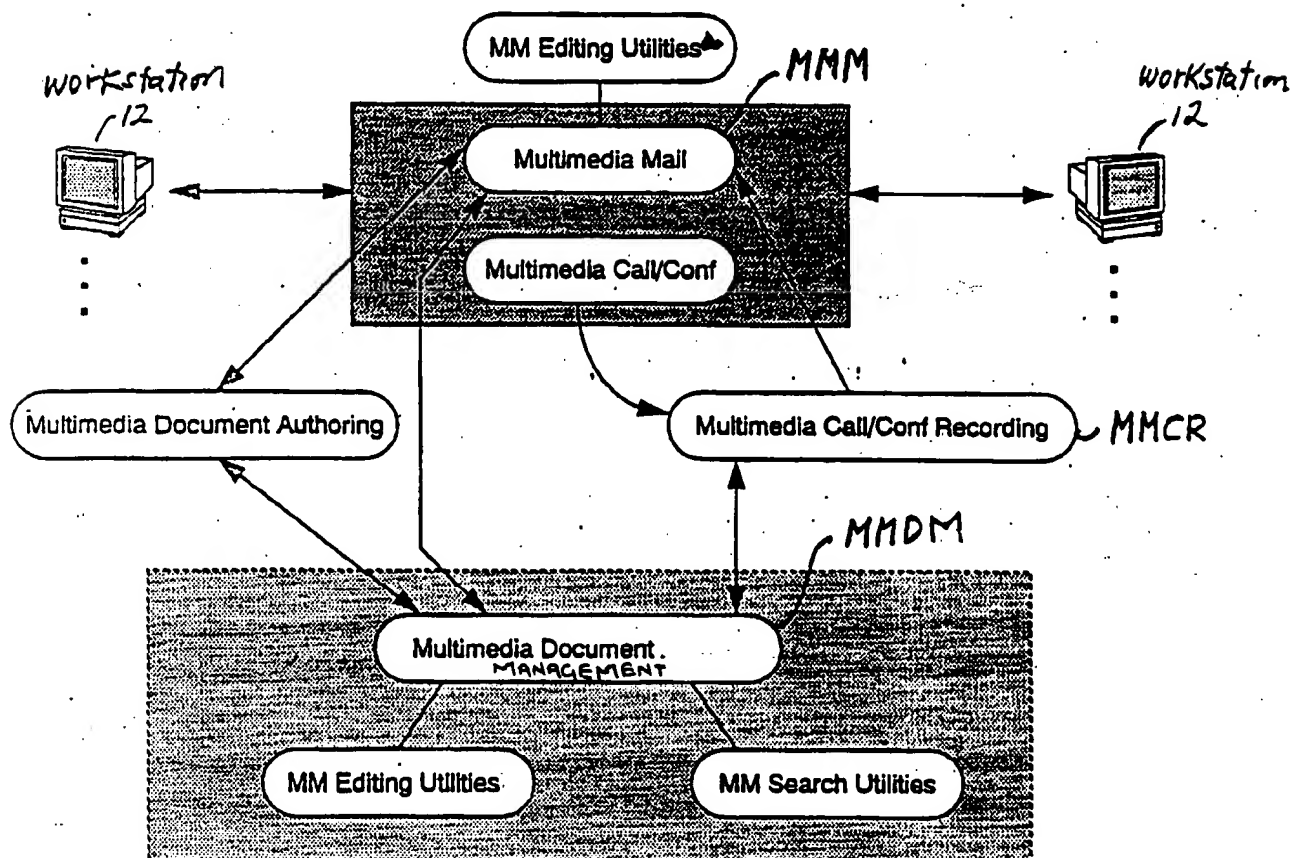 MM Editing Utilities
workstation
12
MMM
workstation
12
Multimedia Mail
Multimedia Call/Conf
Multimedia Document Authoring
Multimedia Call/Conf Recording
MMCR
MMDM
Multimedia Document
MANAGEMENT
MM Editing Utilities
MM Search Utilities